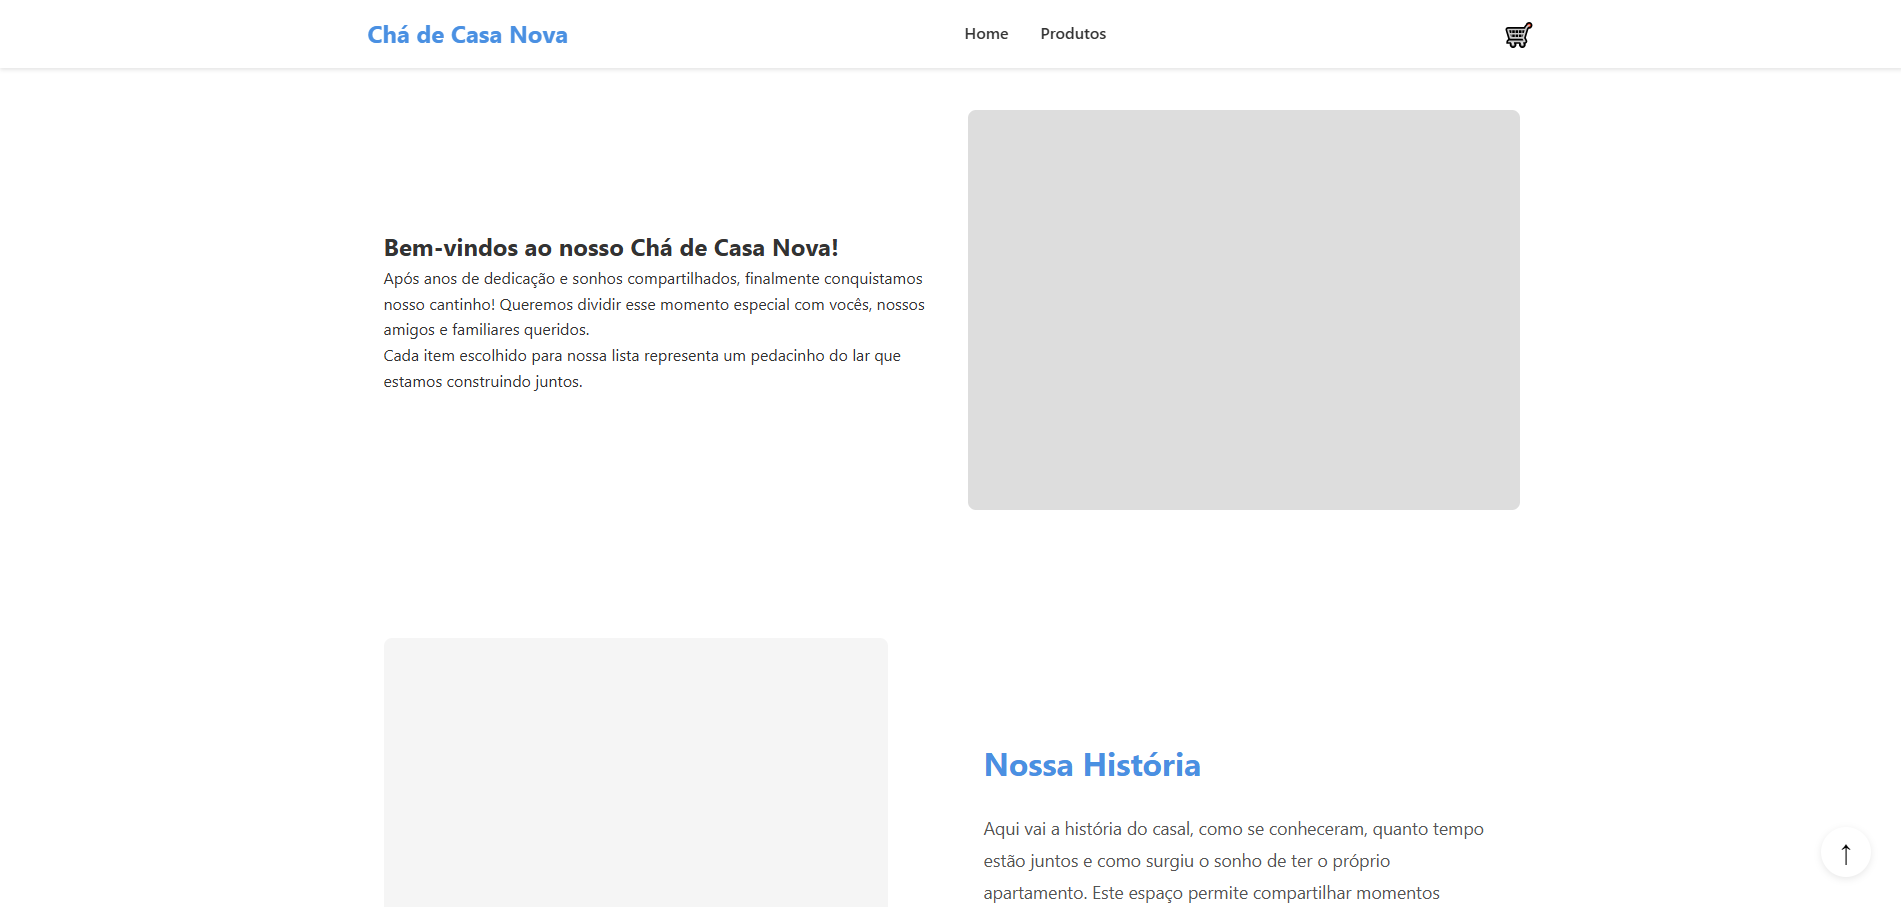 Chá de Casa Nova
Home
Produtos
Bem-vindos ao nosso Chá de Casa Nova!
Após anos de dedicação e sonhos compartilhados, finalmente conquistamos
nosso cantinho! Queremos dividir esse momento especial com vocês, nossos
amigos e familiares queridos.
Cada item escolhido para nossa lista representa um pedacinho do lar que
estamos construindo juntos.
Nossa História
Aqui vai a história do casal, como se conheceram, quanto tempo
estão juntos e como surgiu o sonho de ter o próprio
apartamento. Este espaço permite compartilhar momentos
↑